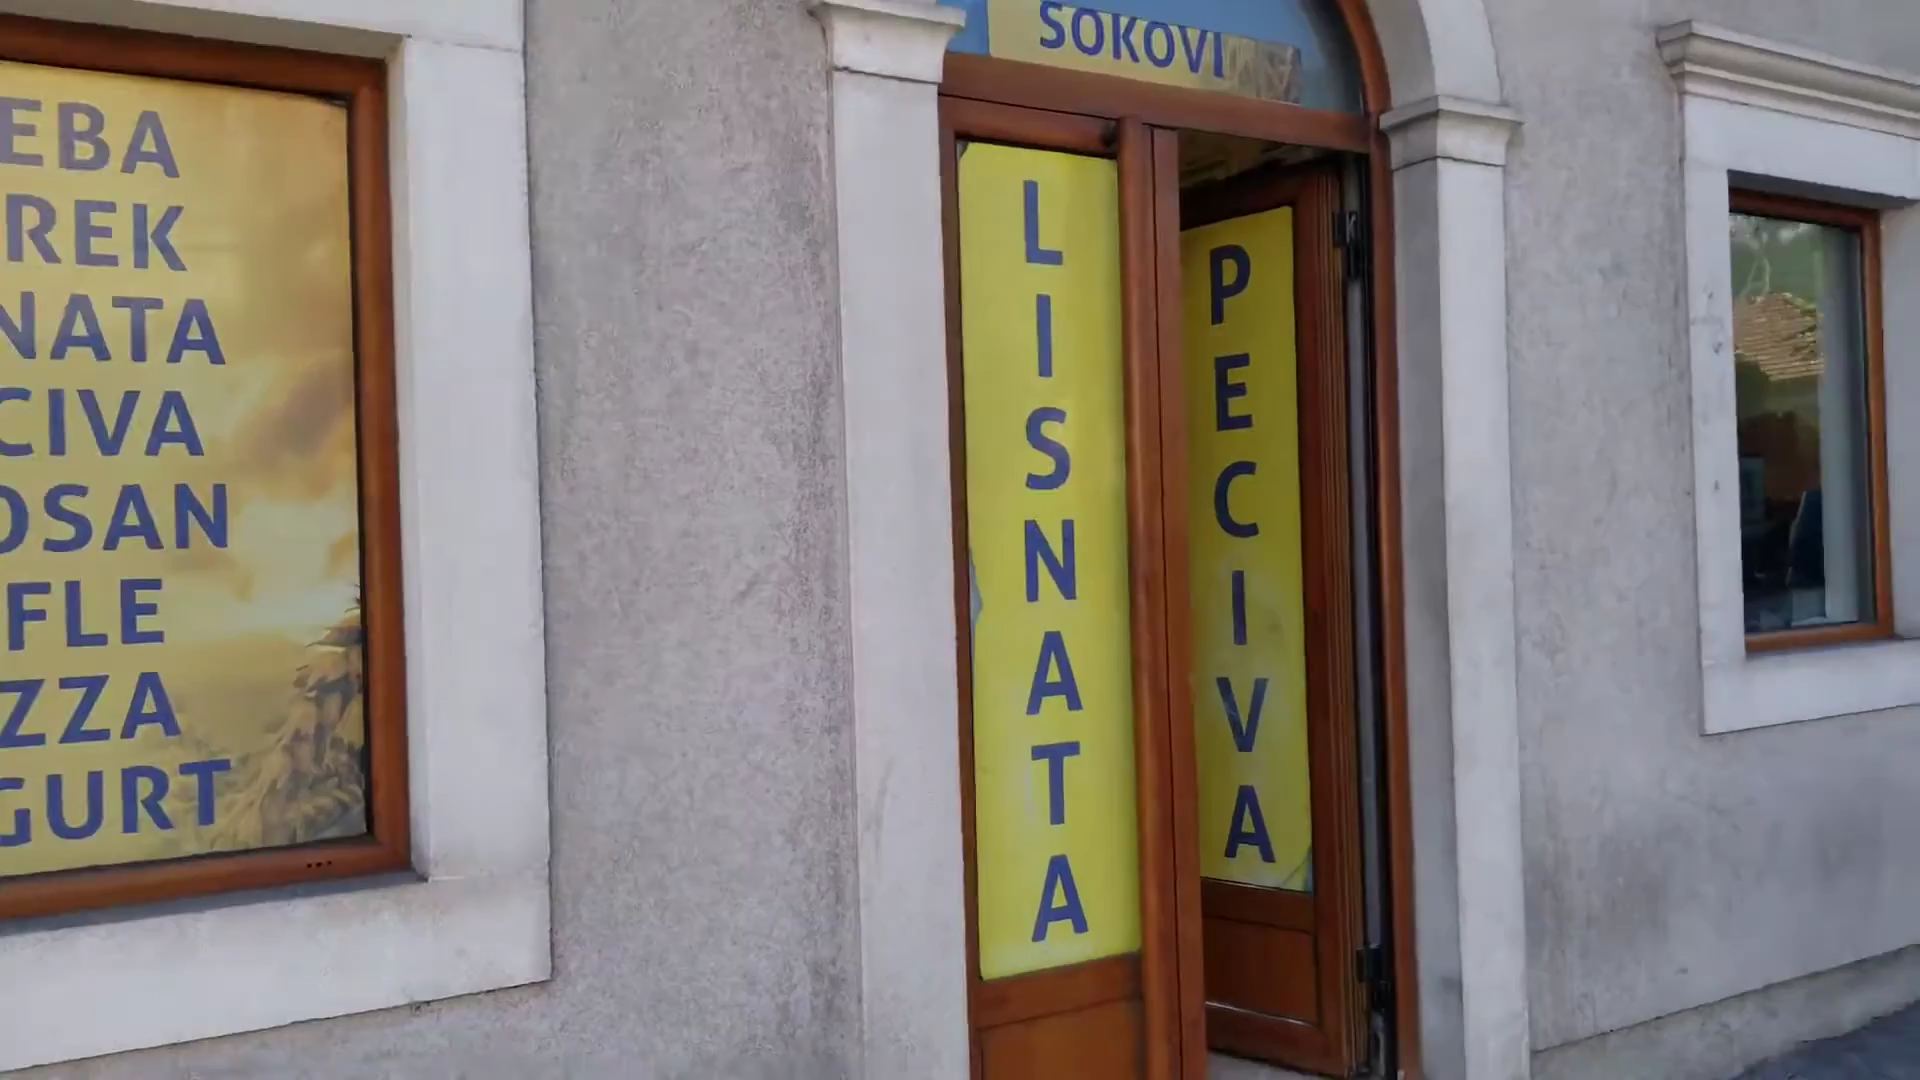 EBA
REK
NATA
CIVA
OSAN
FLE
ZZA
GURT
SOKOVI
LISNATA
PECIVA